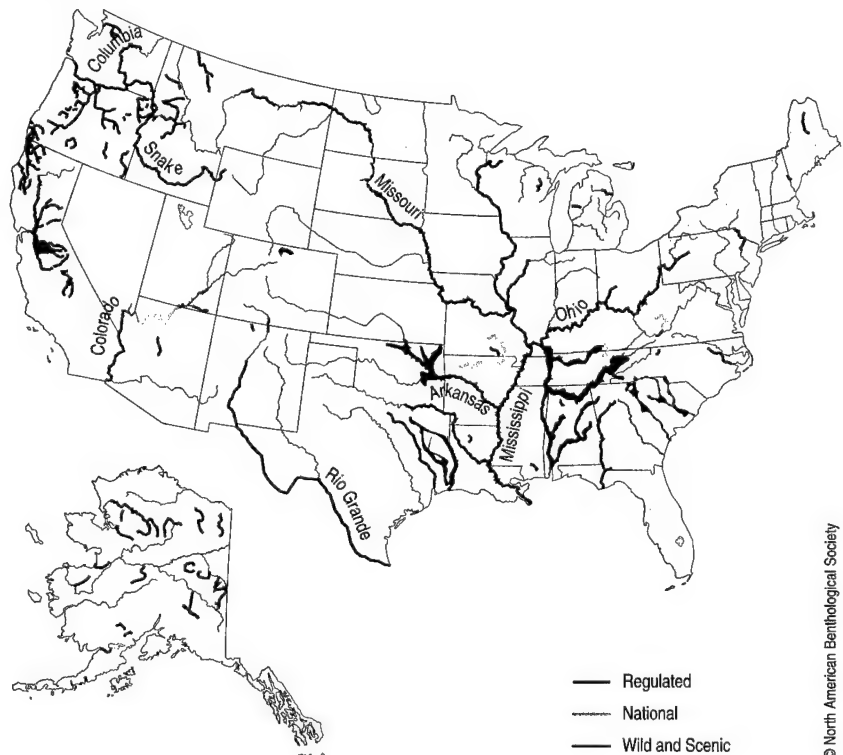 Columbia
Snake
Missouri
Colorado
Ohio
Arkansas
Mississippi
Rio Grande
Regulated
National
Wild and Scenic
© North American Benthological Society